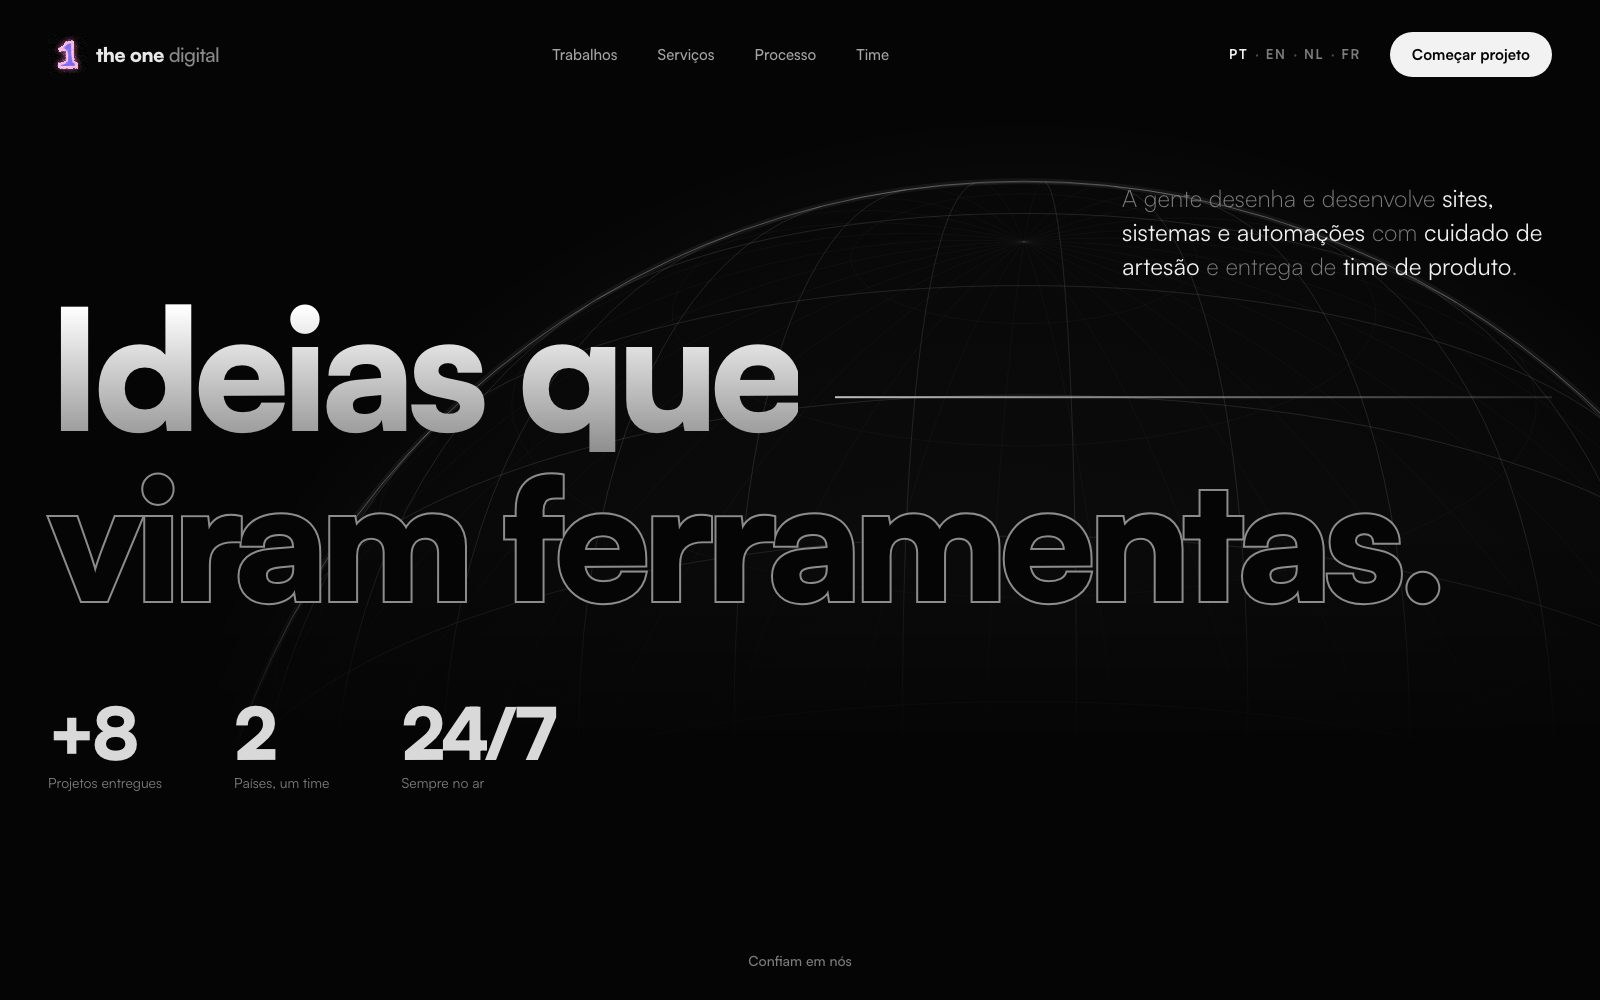 1 the one digital
Trabalhos Serviços Processo Time
PT · EN · NL · FR
Começar projeto
A gente desenha e desenvolve sites,
sistemas e automações com cuidado de
artesão e entrega de time de produto.
Ideias que
viram ferramentas.
+8
Projetos entregues
2
Países, um time
24/7
Sempre no ar
Confiam em nós